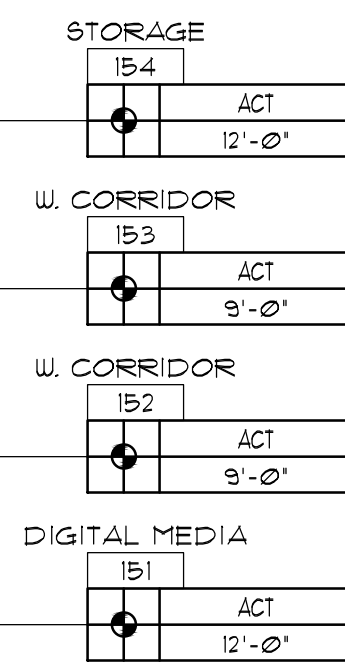 STORAGE
154
ACT
12'-0"
W. CORRIDOR
153
ACT
9'-0"
W. CORRIDOR
152
ACT
9'-0"
DIGITAL MEDIA
151
ACT
12'-0"